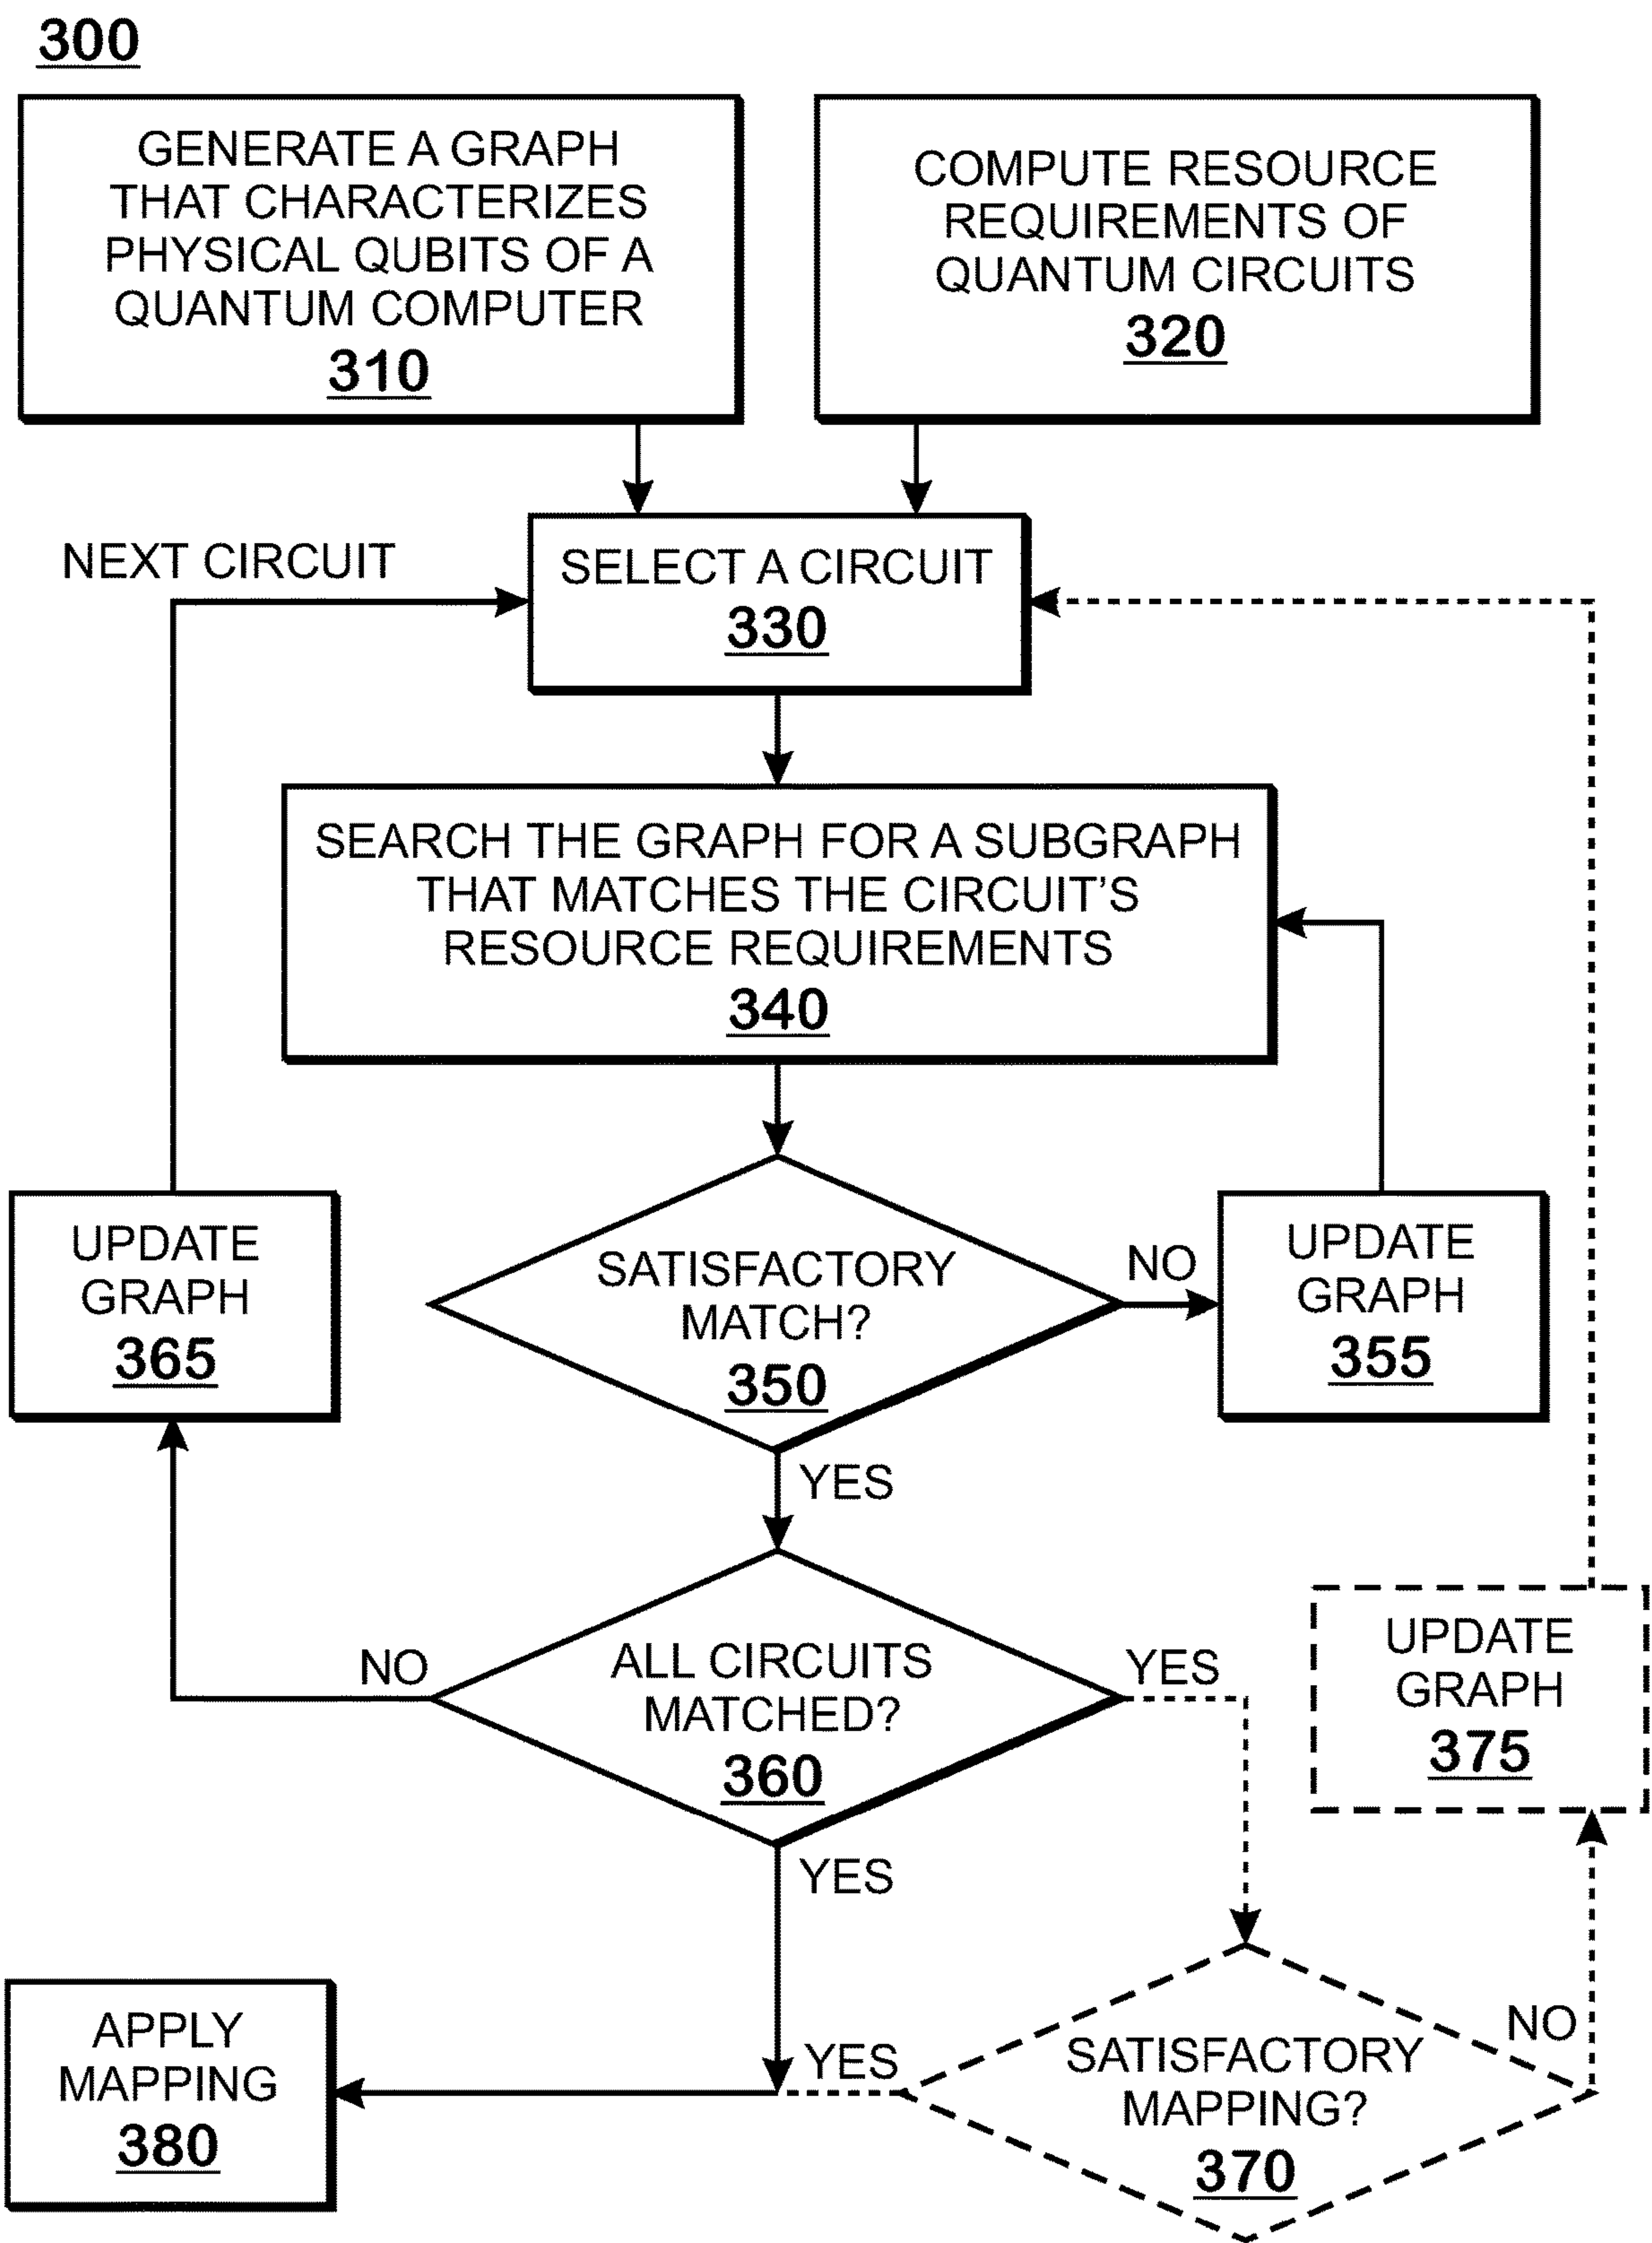 300
GENERATE A GRAPH
THAT CHARACTERIZES
PHYSICAL QUBITS OF A
QUANTUM COMPUTER
310
COMPUTE RESOURCE
REQUIREMENTS OF
QUANTUM CIRCUITS
320
NEXT CIRCUIT
SELECT A CIRCUIT
330
SEARCH THE GRAPH FOR A SUBGRAPH
THAT MATCHES THE CIRCUIT’S
RESOURCE REQUIREMENTS
340
UPDATE
GRAPH
365
SATISFACTORY
MATCH?
350
NO
UPDATE
GRAPH
355
YES
NO
ALL CIRCUITS
MATCHED?
360
YES
UPDATE
GRAPH
375
YES
APPLY
MAPPING
380
YES
SATISFACTORY
MAPPING?
370
NO